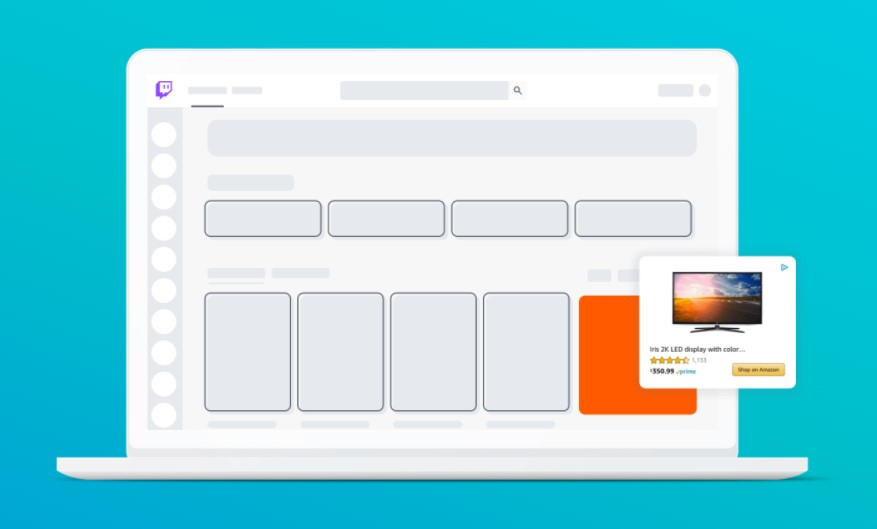 Iris 2K LED display with color...
1,133
$350.99 prime
Shop on Amazon